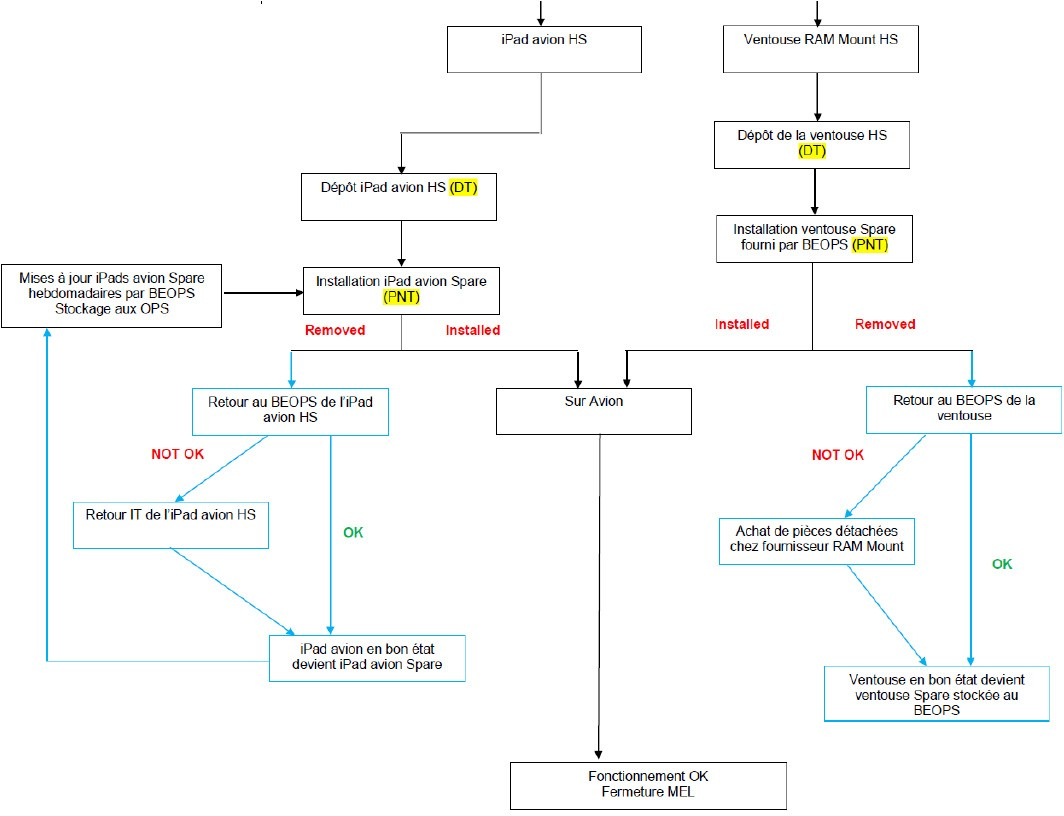 iPad avion HS
Ventouse RAM Mount HS
Dépôt de la ventouse HS
(DT)
Dépôt iPad avion HS (DT)
Installation ventouse Spare
fourni par BEOPS (PNT)
Mises à jour iPads avion Spare
hebdomadaires par BEOPS
Stockage aux OPS
Installation iPad avion Spare
(PNT)
Removed
Installed
Installed
Removed
Retour au BEOPS de l'iPad
avion HS
Sur Avion
Retour au BEOPS de la
ventouse
NOT OK
NOT OK
Retour IT de l'iPad avion HS
OK
Achat de pièces détachées
chez fournisseur RAM Mount
OK
iPad avion en bon état
devient iPad avion Spare
Ventouse en bon état devient
ventouse Spare stockée au
BEOPS
Fonctionnement OK
Fermeture MEL